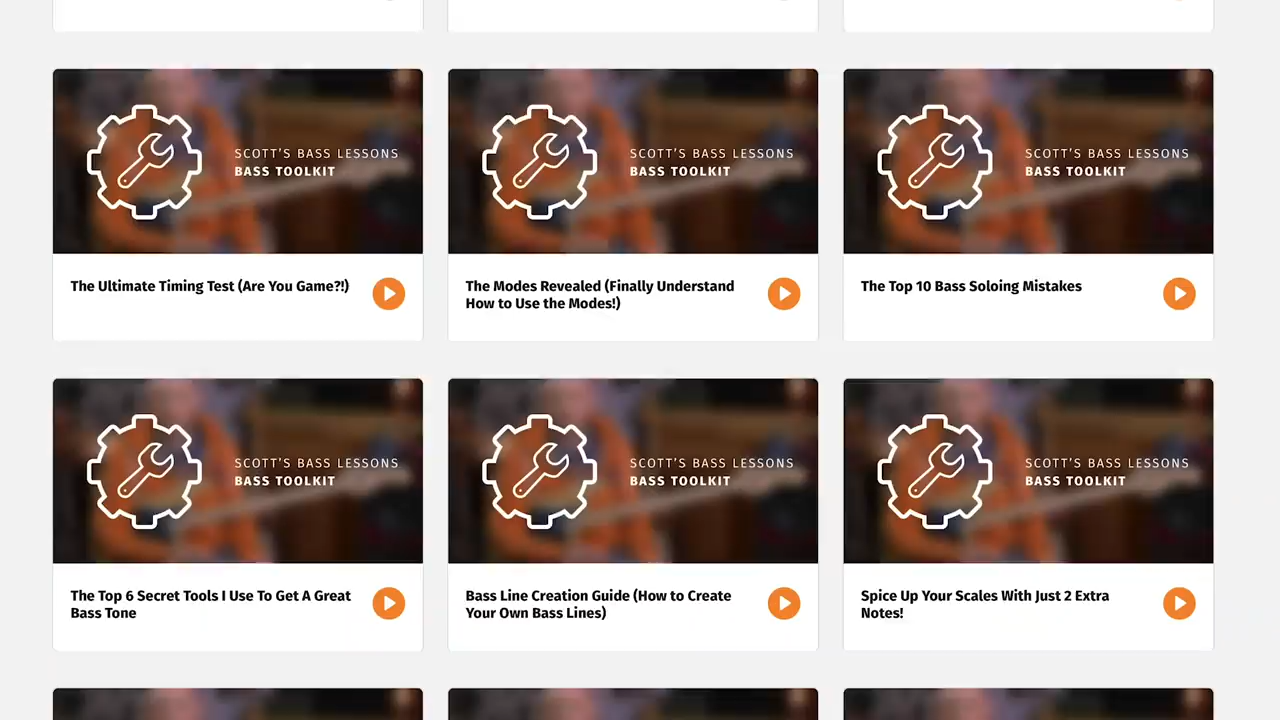 SCOTT'S BASS LESSONS
BASS TOOLKIT
The Ultimate Timing Test (Are You Game?!)
SCOTT'S BASS LESSONS
BASS TOOLKIT
The Modes Revealed (Finally Understand
How to Use the Modes!)
SCOTT'S BASS LESSONS
BASS TOOLKIT
The Top 10 Bass Soloing Mistakes
SCOTT'S BASS LESSONS
BASS TOOLKIT
The Top 6 Secret Tools I Use To Get A Great
Bass Tone
SCOTT'S BASS LESSONS
BASS TOOLKIT
Bass Line Creation Guide (How to Create
Your Own Bass Lines)
SCOTT'S BASS LESSONS
BASS TOOLKIT
Spice Up Your Scales With Just 2 Extra
Notes!